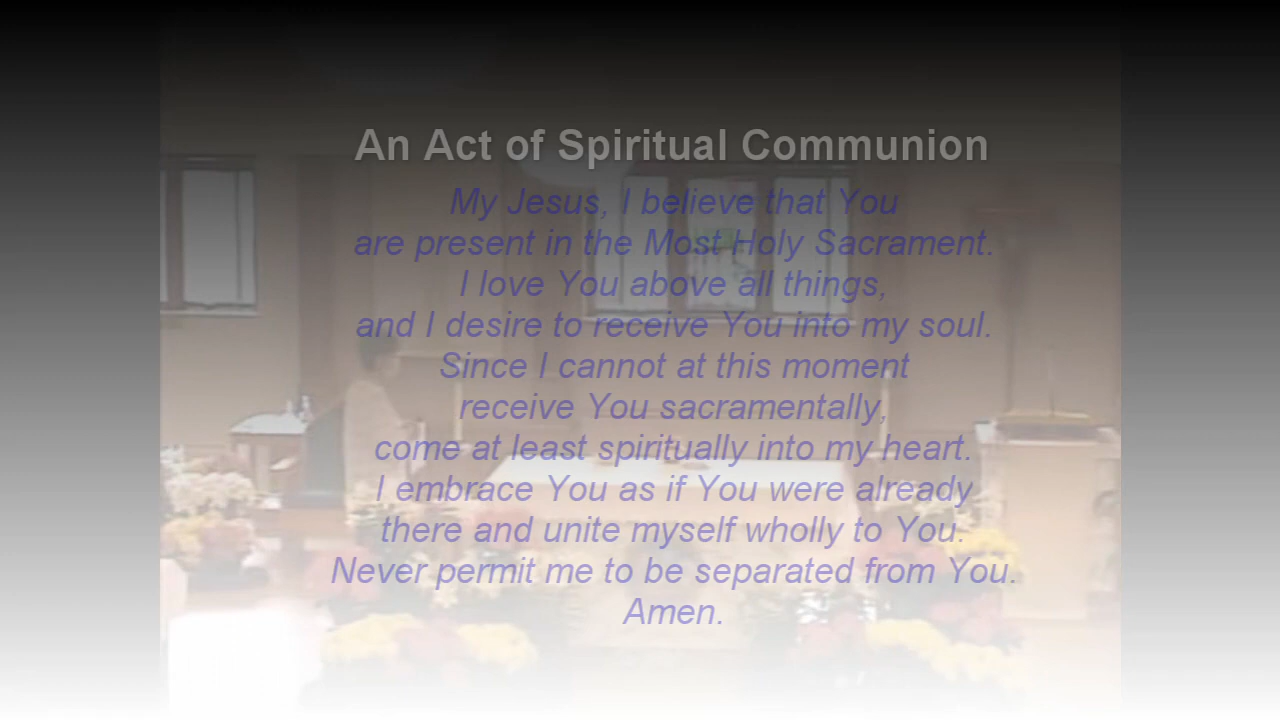 An Act of Spiritual Communion
My Jesus, I believe that You
are present in the Most Holy Sacrament.
I love You above all things,
and I desire to receive You into my soul.
Since I cannot at this moment
receive You sacramentally,
come at least spiritually into my heart.
I embrace You as if You were already
there and unite myself wholly to You.
Never permit me to be separated from You.
Amen.